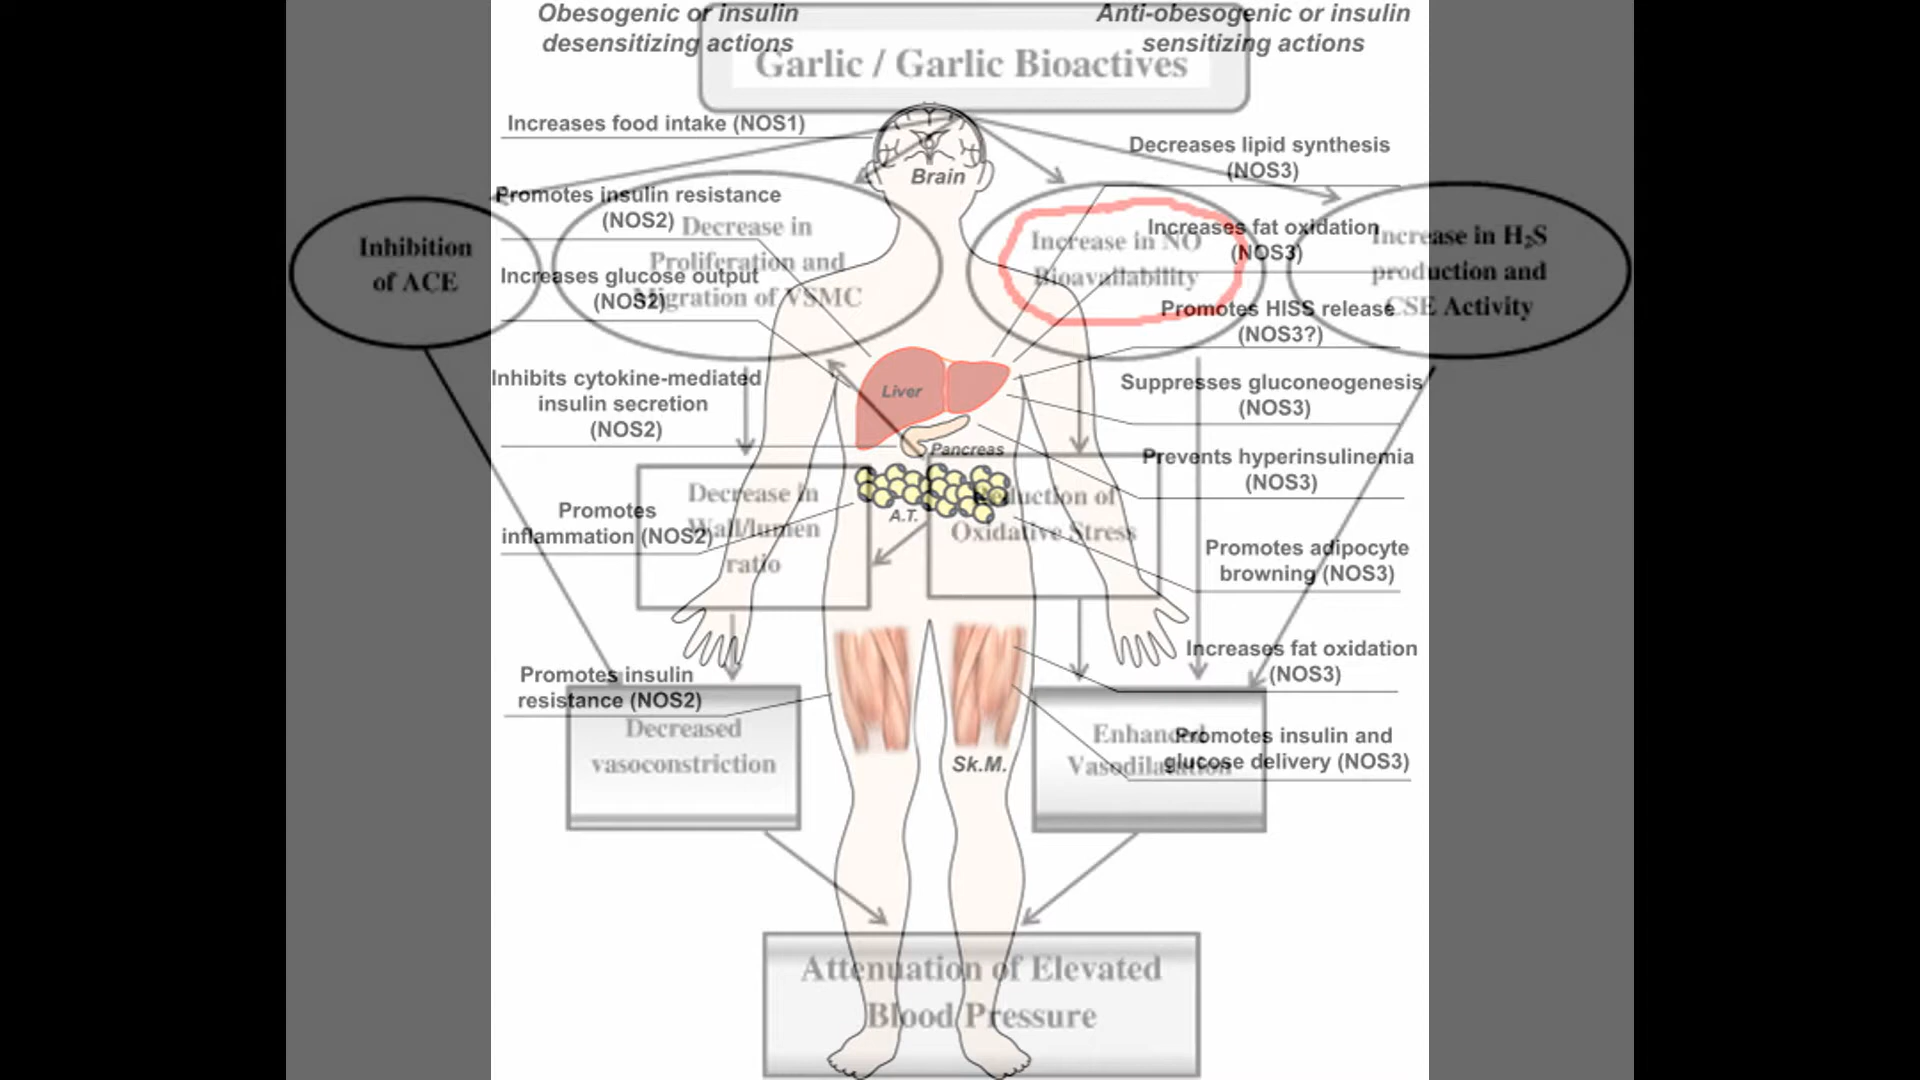 Obesogenic or insulin
desensitizing actions
Anti-obesogenic or insulin
sensitizing actions
Garlic / Garlic Bioactives
Increases food intake (NOS1)
Brain
Decreases lipid synthesis
(NOS3)
Promotes insulin resistance
(NOS2)
Increases fat oxidation
(NOS3)
Inhibition
of ACE
Decrease in
Proliferation and
Migration of VSMC
Increase in NO
Bioavailability
Increase in H₂S
production and
CSE Activity
Increases glucose output
(NOS2)
Promotes HISS release
(NOS3?)
Inhibits cytokine-mediated
insulin secretion
(NOS2)
Liver
Suppresses gluconeogenesis
(NOS3)
Pancreas
Prevents hyperinsulinemia
(NOS3)
Decrease in
Wall/lumen
ratio
Reduction of
Oxidative Stress
A.T.
Promotes
inflammation (NOS2)
Promotes adipocyte
browning (NOS3)
Increases fat oxidation
(NOS3)
Promotes insulin
resistance (NOS2)
Decreased
vasoconstriction
Sk.M.
Enhanced
Vasodilatation
Promotes insulin and
glucose delivery (NOS3)
Attenuation of Elevated
Blood Pressure